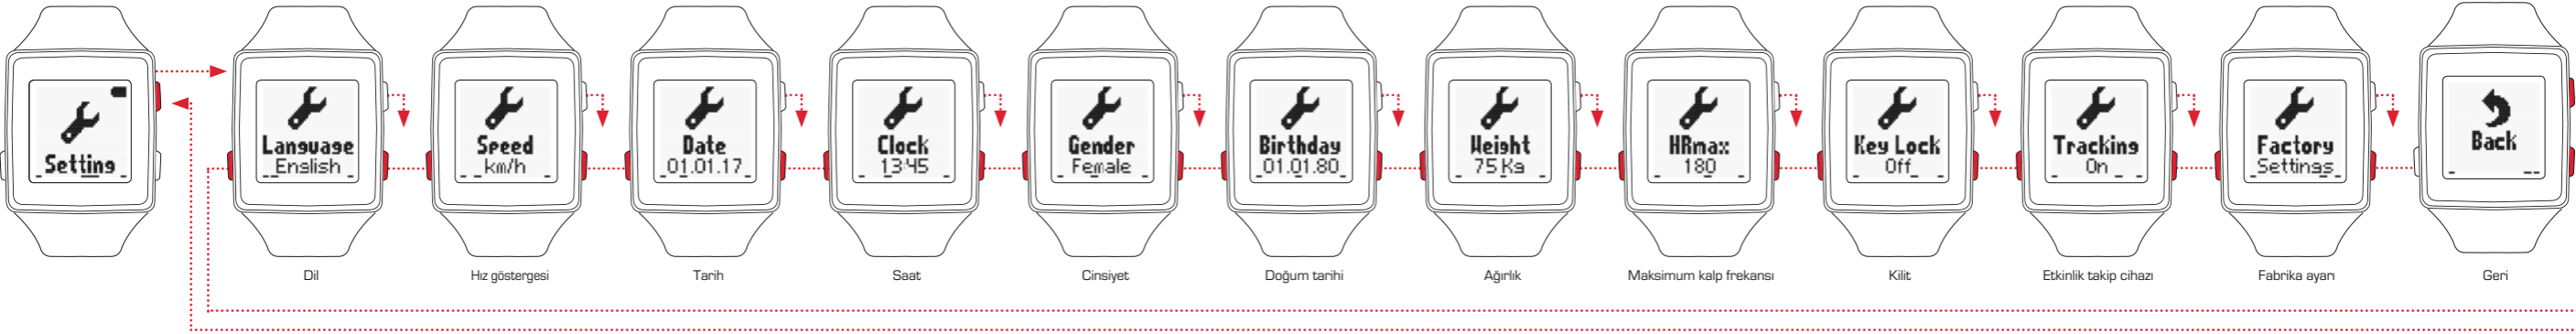 Setting
Language
English
Speed
km/h
Date
01.01.17
Clock
13:45
Gender
Female
Birthday
01.01.80
Weight
75 Kg
HRmax
180
Key Lock
Off
Tracking
On
Factory
Settings
Back
Dil
Hız göstergesi
Tarih
Saat
Cinsiyet
Doğum tarihi
Ağırlık
Maksimum kalp frekansı
Kilit
Etkinlik takip cihazı
Fabrika ayarı
Geri